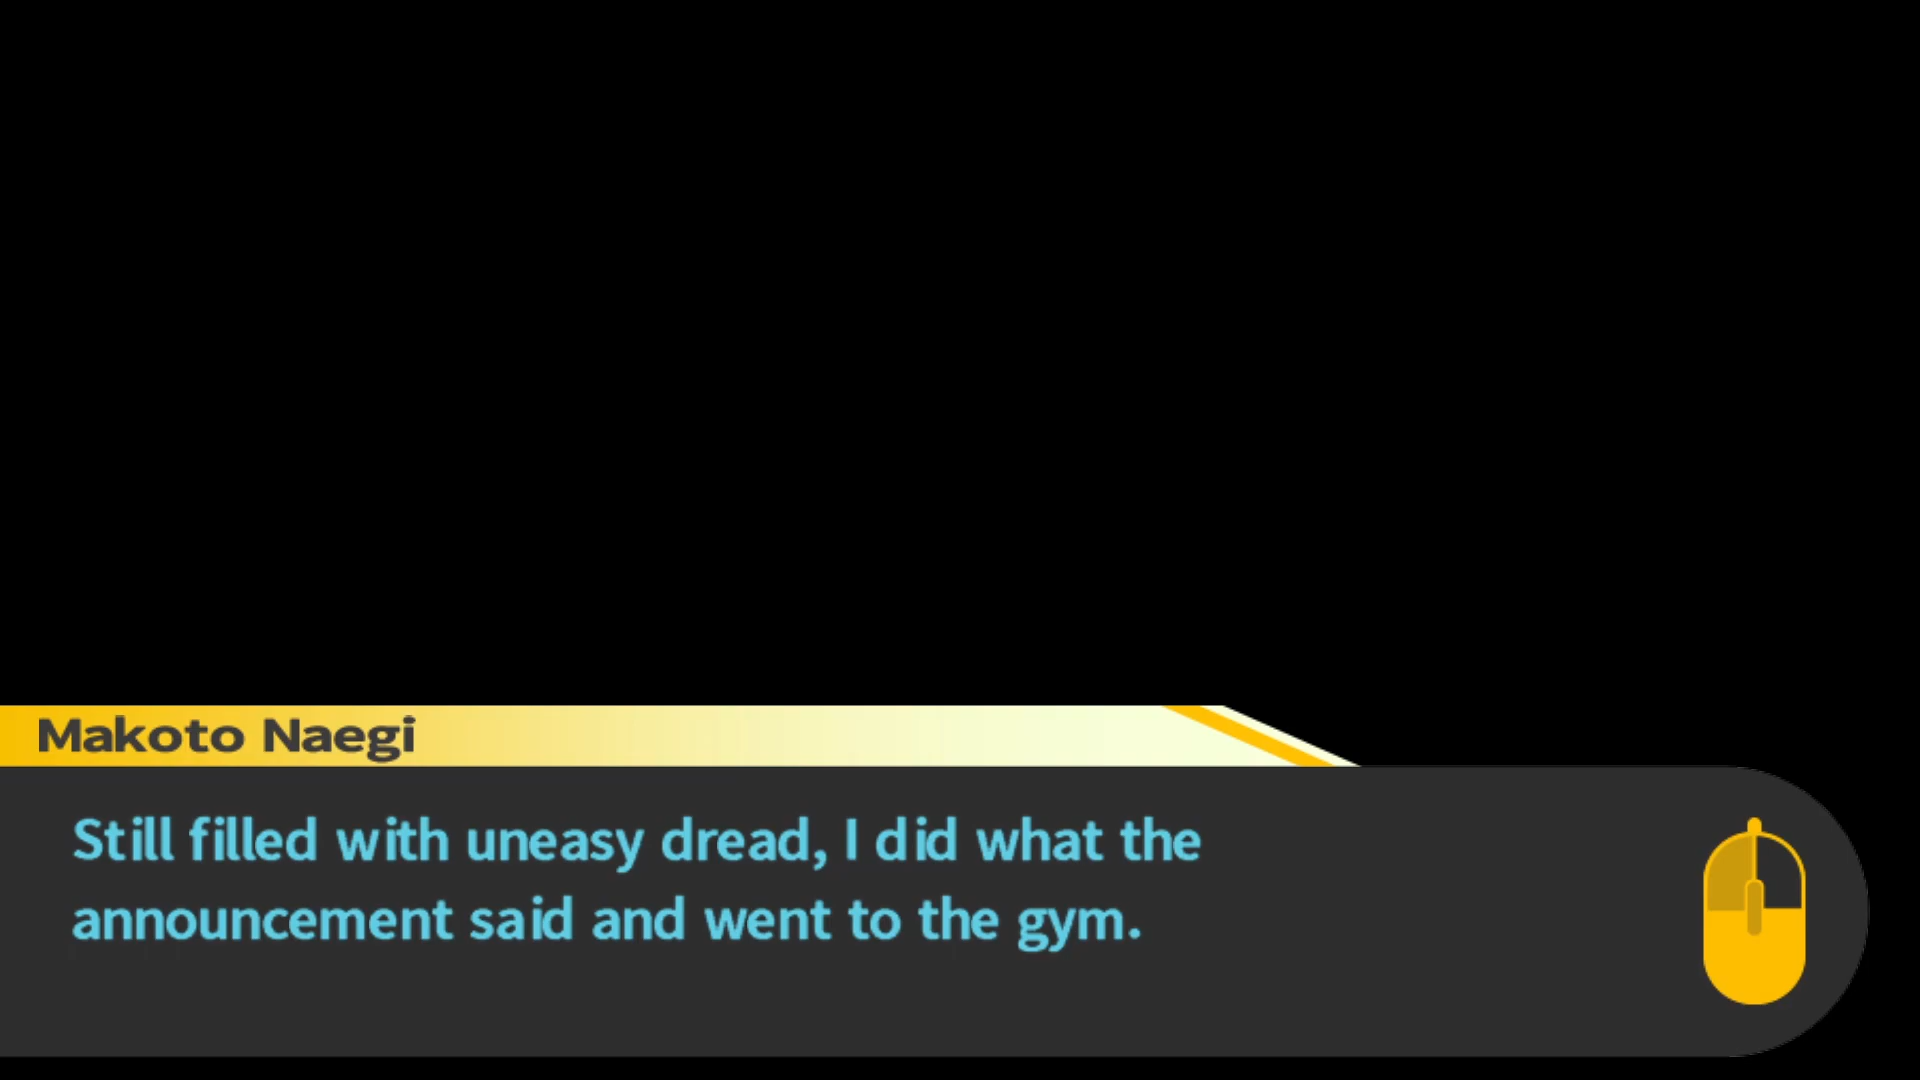 Makoto Naegi
Still filled with uneasy dread, I did what the
announcement said and went to the gym.